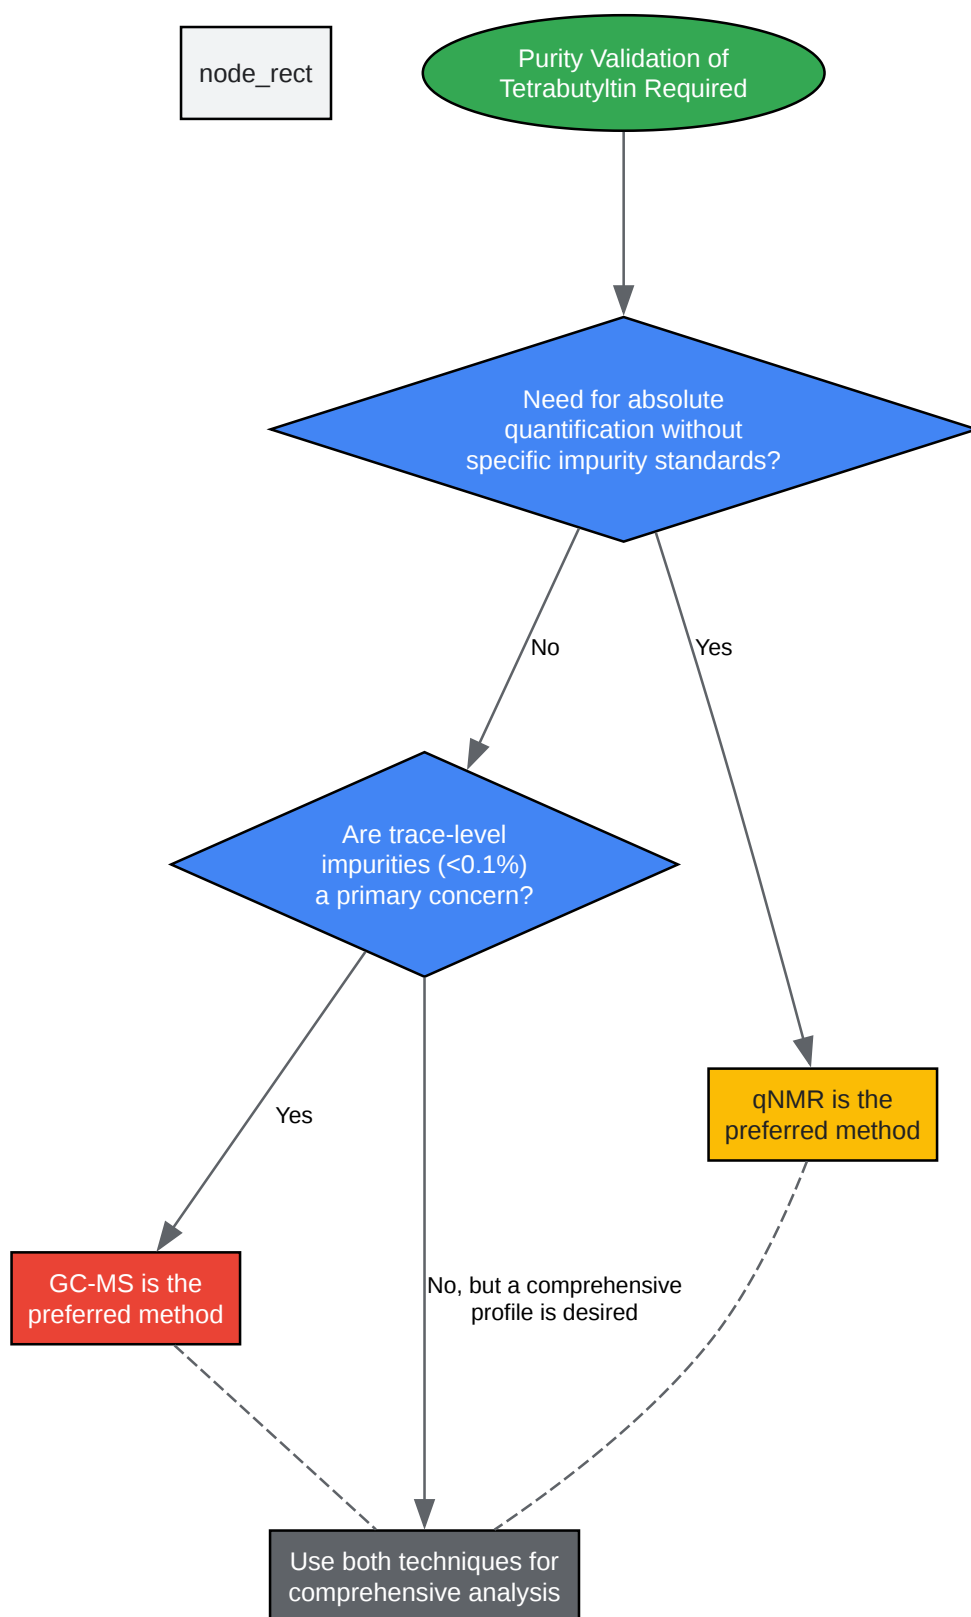 node_rect
Purity Validation of
Tetrabutyltin Required
Need for absolute
quantification without
specific impurity standards?
No
Yes
Are trace-level
impurities (<0.1%)
a primary concern?
qNMR is the
preferred method
Yes
GC-MS is the
preferred method
No, but a comprehensive
profile is desired
Use both techniques for
comprehensive analysis